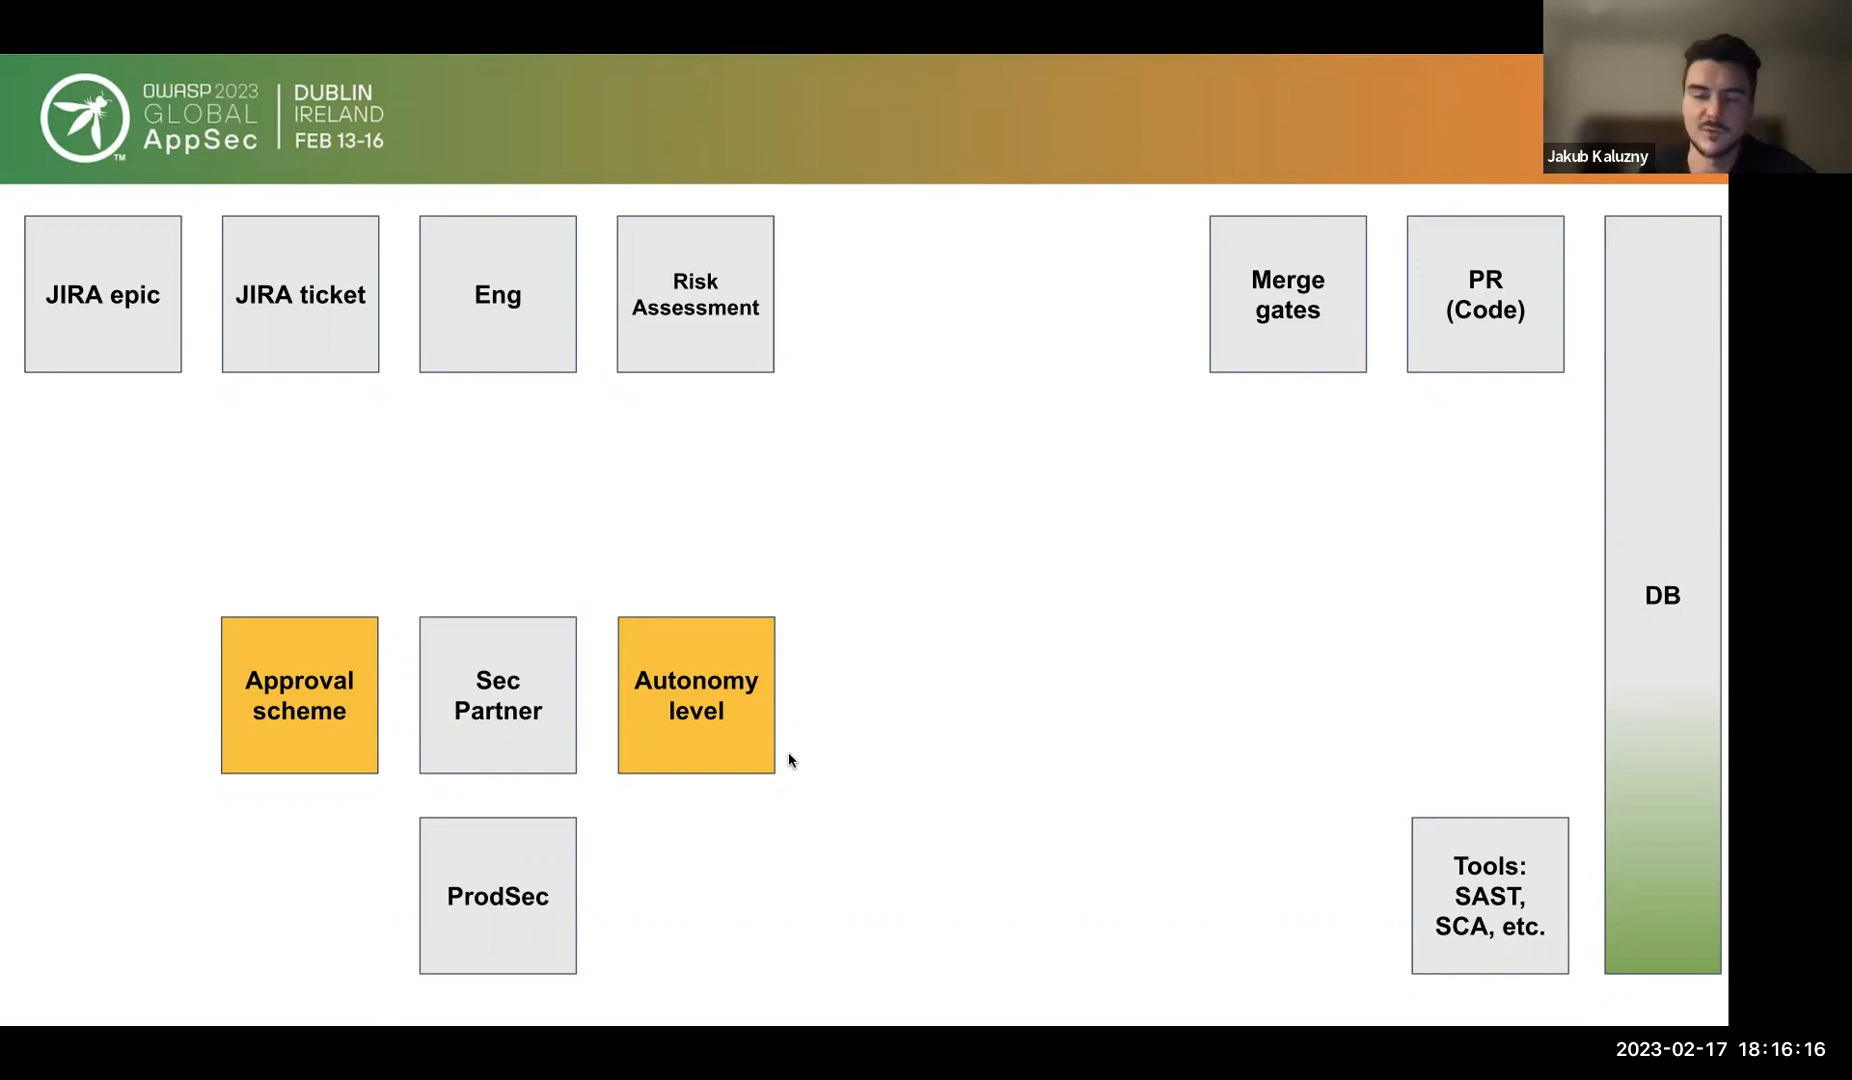 OWASP 2023
GLOBAL
AppSec
TM
DUBLIN
IRELAND
FEB 13-16
Jakub Kaluzny
JIRA epic
JIRA ticket
Eng
Risk
Assessment
Merge
gates
PR
(Code)
DB
Approval
scheme
Sec
Partner
Autonomy
level
ProdSec
Tools:
SAST,
SCA, etc.
2023-02-17 18:16:16